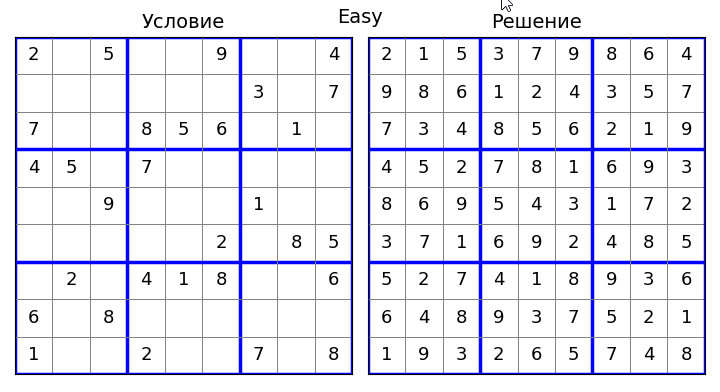 Easy
Условие Решение
2 5 9 4 2 1 5 3 7 9 8 6 4
3 7 9 8 6 1 2 4 3 5 7
7 8 5 6 1 7 3 4 8 5 6 2 1 9
4 5 7 4 5 2 7 8 1 6 9 3
9 1 8 6 9 5 4 3 1 7 2
2 8 5 3 7 1 6 9 2 4 8 5
2 4 1 8 6 5 2 7 4 1 8 9 3 6
6 8 6 4 8 9 3 7 5 2 1
1 2 7 8 1 9 3 2 6 5 7 4 8